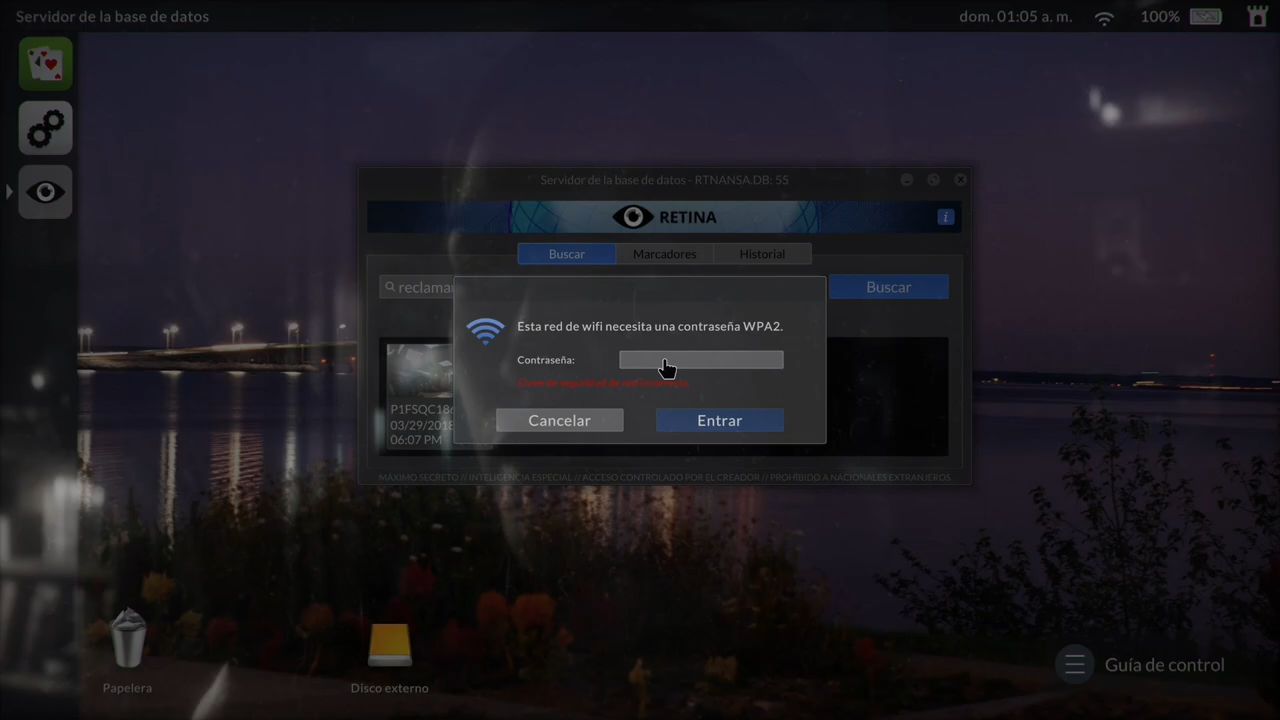 Servidor de la base de datos
dom. 01:05 a. m.
100%
Servidor de la base de datos - RTNANSA.DB: 55
RETINA
i
Buscar
Marcadores
Historial
reclamar
Buscar
Esta red de wifi necesita una contraseña WPA2.
Contraseña:
Cancelar
Entrar
P1FSQC186
03/29/2018
06:07 PM
MÁXIMO SECRETO // INTELIGENCIA ESPECIAL // ACCESO CONTROLADO POR EL CREADOR // PROHÍBIDO A NACIONALES EXTRANJEROS
Papelera
Disco externo
Guía de control